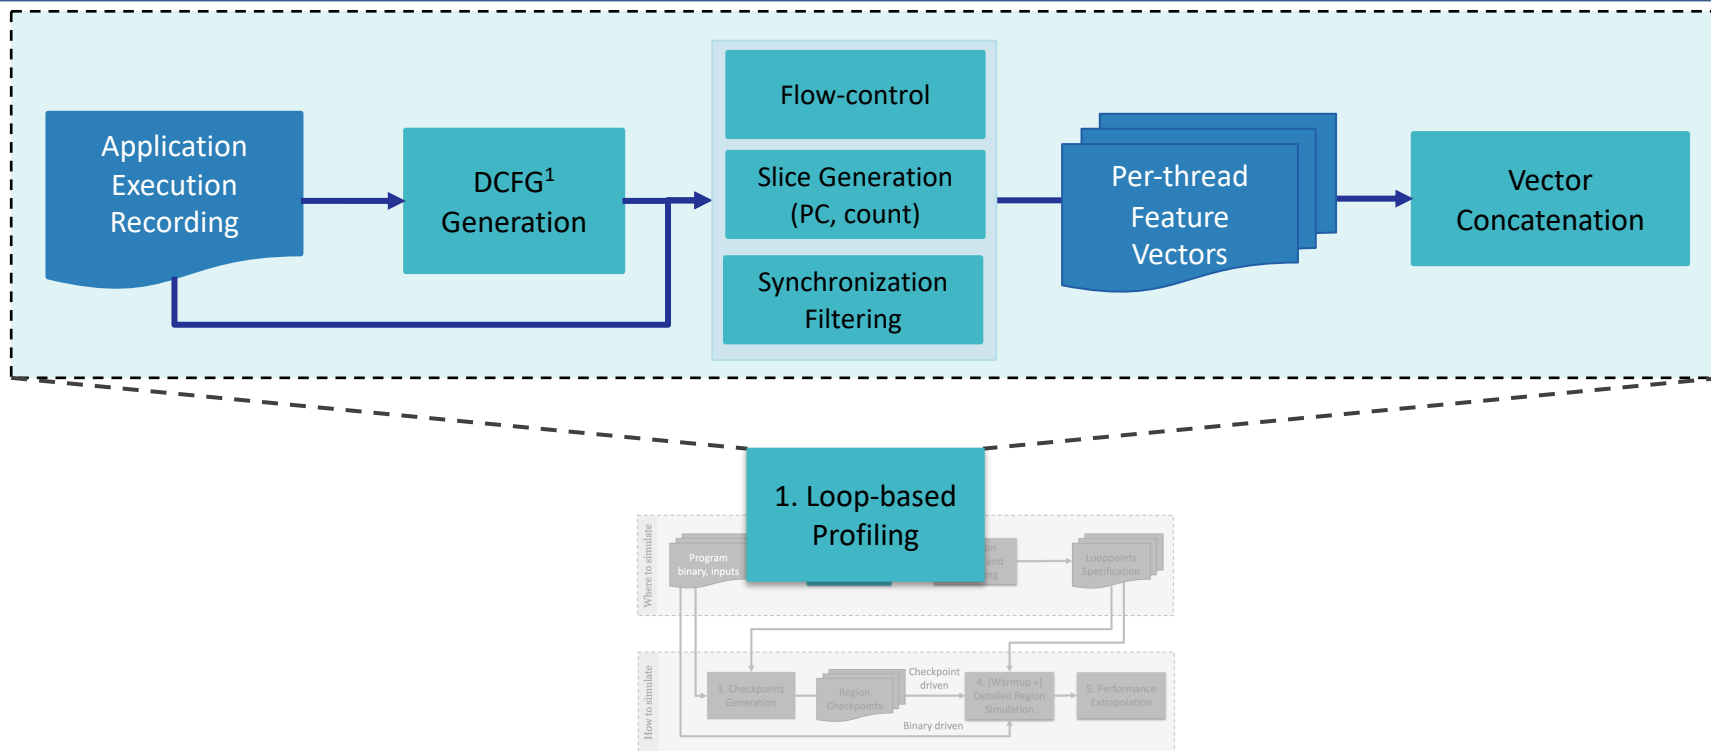 Application
Execution
Recording
DCFG¹
Generation
Flow-control
Slice Generation
(PC, count)
Synchronization
Filtering
Per-thread
Feature
Vectors
Vector
Concatenation
1. Loop-based
Profiling
Where to simulate
Program
binary, inputs
and
Looppoints
Specification
How to simulate
3. Checkpoints
Generation
Region
Checkpoints
Checkpoint
driven
Binary driven
4. (Warmup +)
Detailed Region
Simulation
5. Performance
Extrapolation